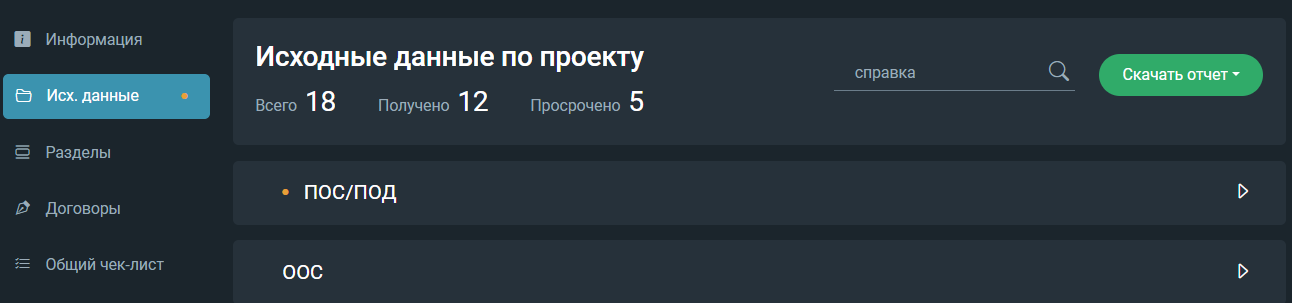 Информация
Исх. данные
Разделы
Договоры
Общий чек-лист
Исходные данные по проекту
Всего 18 Получено 12 Просрочено 5
справка
Скачать отчет
ПОС/ПОД
ООС